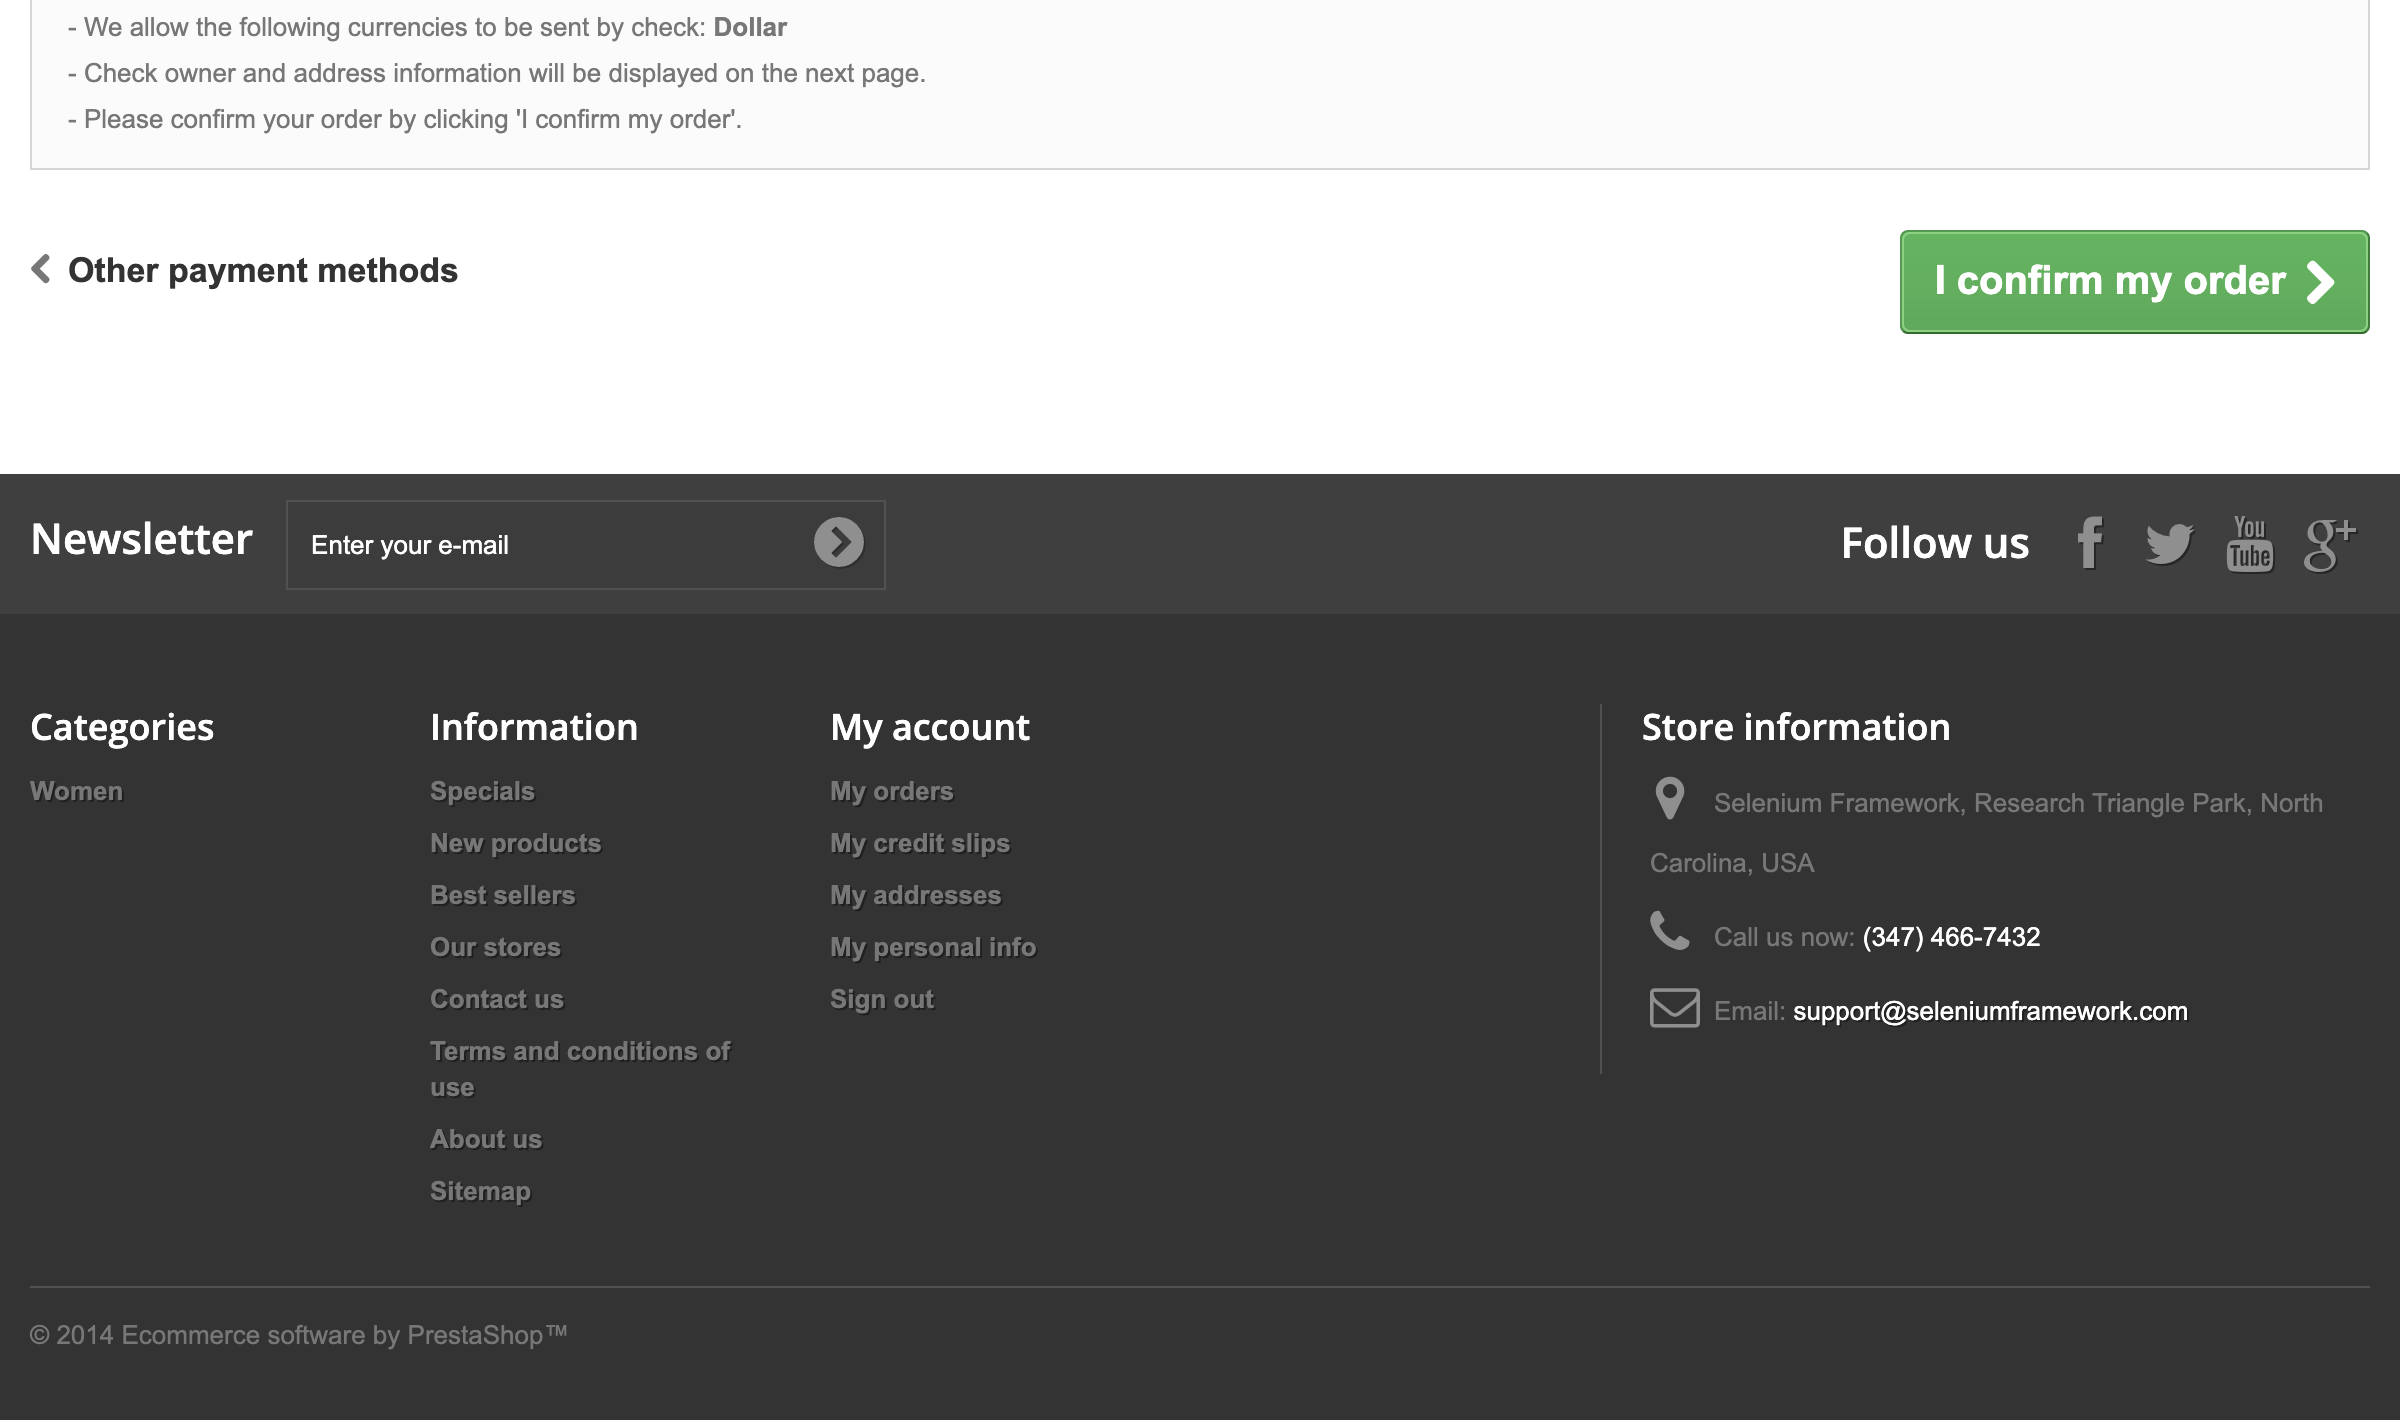 - We allow the following currencies to be sent by check: Dollar
- Check owner and address information will be displayed on the next page.
- Please confirm your order by clicking 'I confirm my order'.
Other payment methods
I confirm my order
Newsletter
Enter your e-mail
Follow us
You
Tube
g+
Categories
Women
Information
Specials
New products
Best sellers
Our stores
Contact us
Terms and conditions of
use
About us
Sitemap
My account
My orders
My credit slips
My addresses
My personal info
Sign out
Store information
Selenium Framework, Research Triangle Park, North
Carolina, USA
Call us now: (347) 466-7432
Email: support@seleniumframework.com
© 2014 Ecommerce software by PrestaShop™